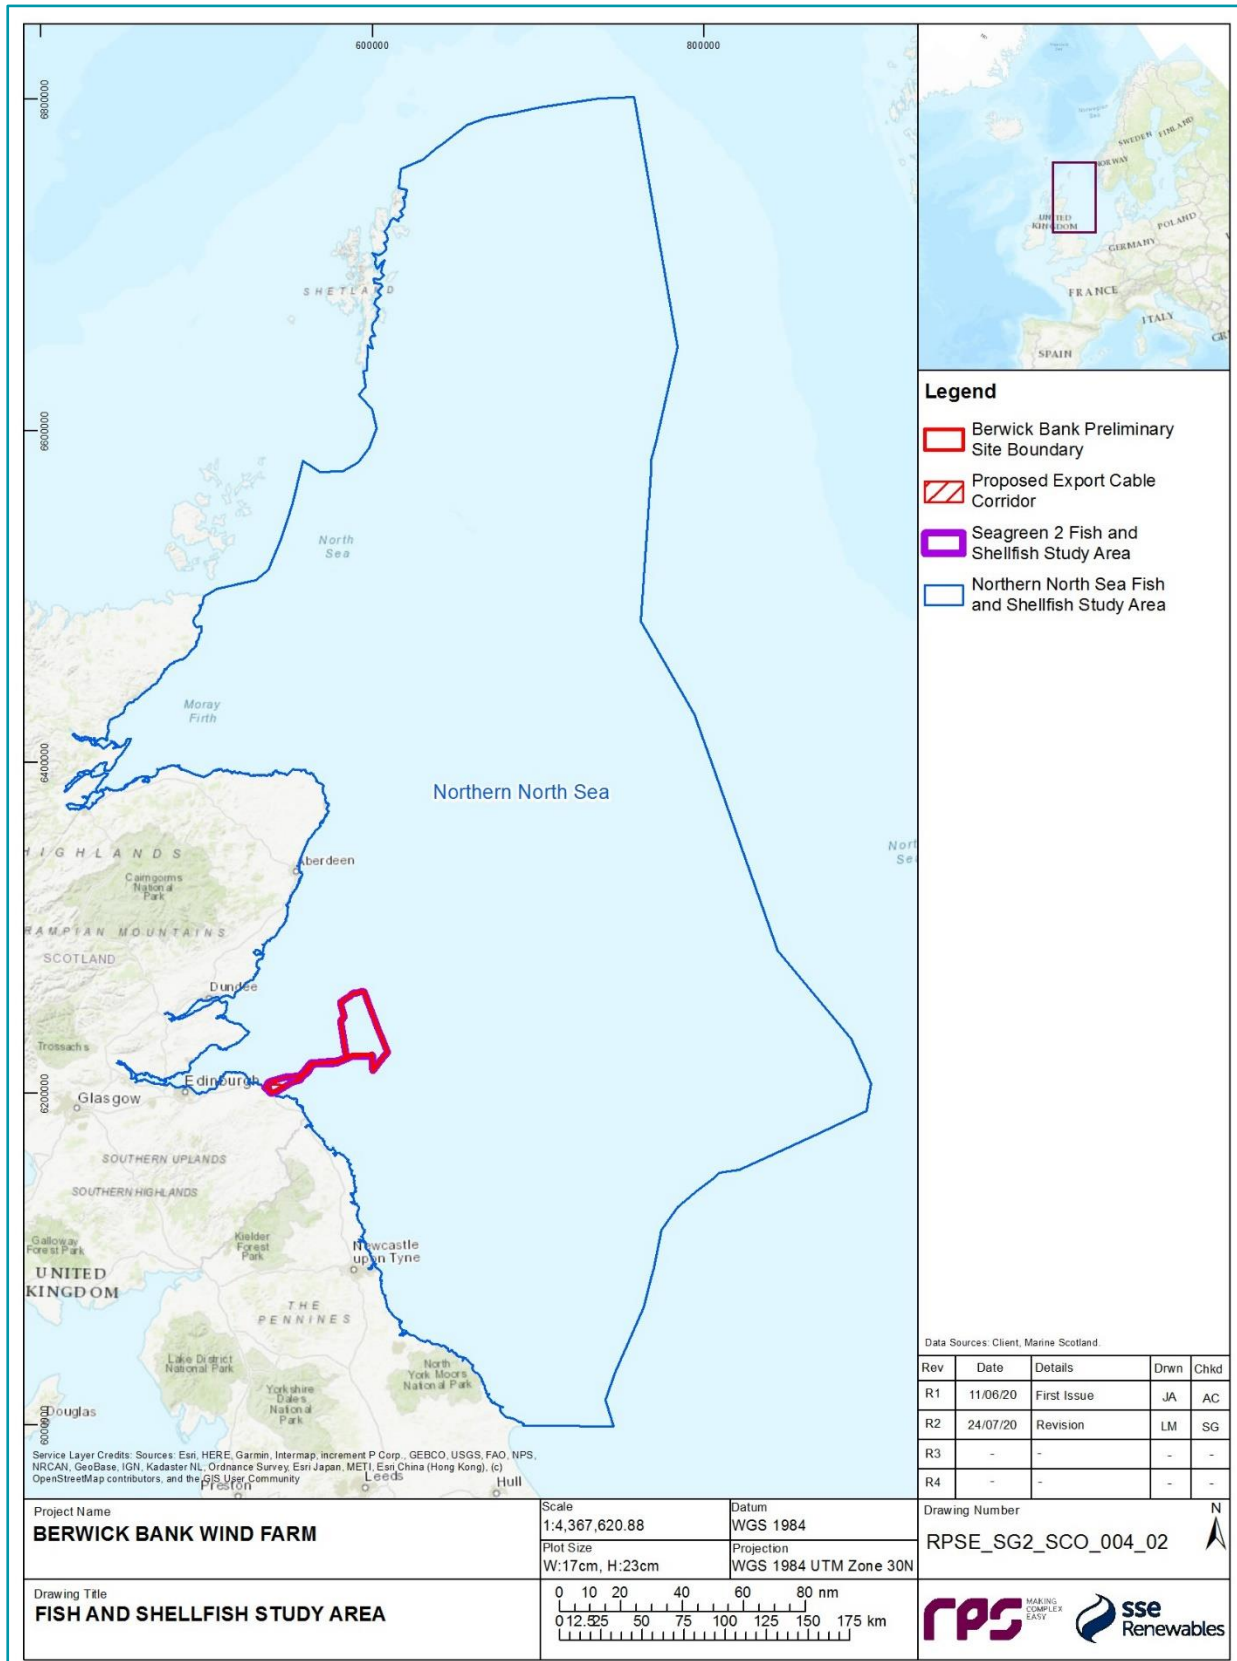 600000
800000
6800000
6600000
6400000
6200000
6000000
SHETLAND
North
Sea
Moray
Firth
Northern North Sea
HIGHLANDS
Cairngorms
National
Park
Aberdeen
RAMPIAN MOUNTAINS
SCOTLAND
Dundee
Trossachs
Edinburgh
Glasgow
SOUTHERN UPLANDS
SOUTHERN HIGHLANDS
Galloway
Forest Park
Kielder
Forest
Park
Newcastle
upon Tyne
UNITED
KINGDOM
THE
PENNINES
Lake District
National Park
North
York Moors
National Park
Yorkshire
Dales
National
Park
Douglas
Preston
Leeds
Hull
Service Layer Credits: Sources: Esri, HERE, Garmin, Intermap, increment P Corp., GEBCO, USGS, FAO, NPS,
NRCAN, GeoBase, IGN, Kadaster NL, Ordnance Survey, Esri Japan, METI, Esri China (Hong Kong), (c)
OpenStreetMap contributors, and the GIS User Community
SWEDEN
FINLAND
NORWAY
UNITED
KINGDOM
POLAND
GERMANY
FRANCE
ITALY
SPAIN
Legend
Berwick Bank Preliminary
Site Boundary
Proposed Export Cable
Corridor
Seagreen 2 Fish and
Shellfish Study Area
Northern North Sea Fish
and Shellfish Study Area
Data Sources: Client, Marine Scotland.
Rev Date Details Drwn Chkd
R1 11/06/20 First Issue JA AC
R2 24/07/20 Revision LM SG
R3 - - - -
R4 - - - -
Project Name
BERWICK BANK WIND FARM
Scale
1:4,367,620.88
Datum
WGS 1984
Plot Size
W:17cm, H:23cm
Projection
WGS 1984 UTM Zone 30N
Drawing Number
RPSE_SG2_SCO_004_02
N
Drawing Title
FISH AND SHELLFISH STUDY AREA
0 10 20 40 60 80 nm
0 12.5 25 50 75 100 125 150 175 km
rps
MAKING
COMPLEX
EASY
sse
Renewables